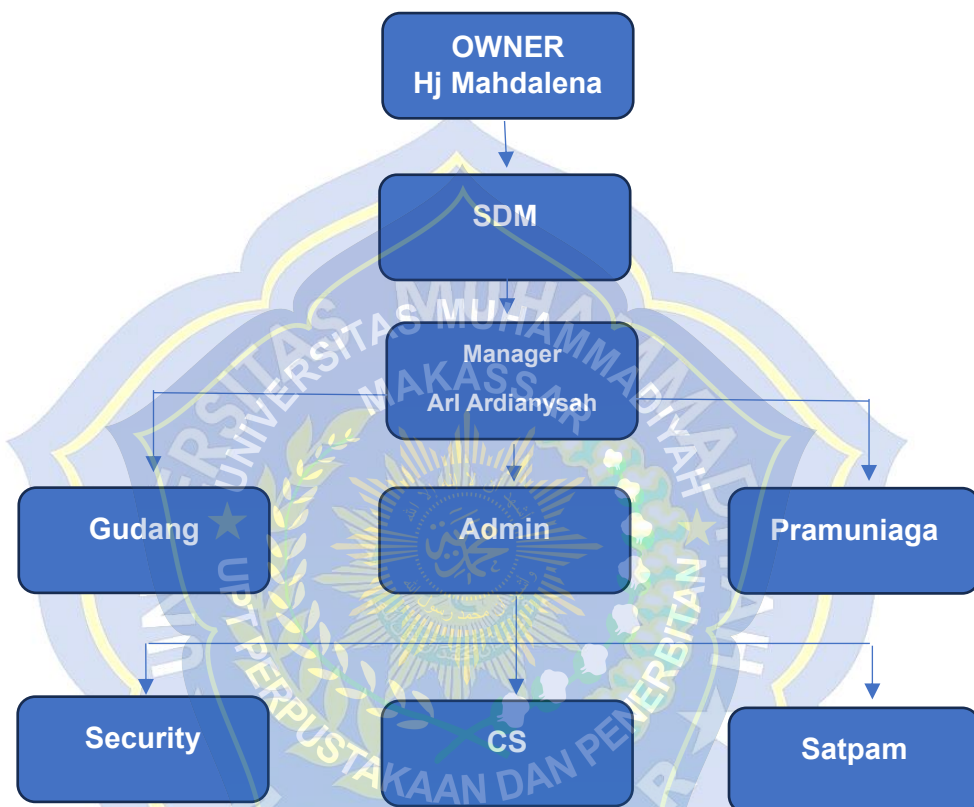 OWNER
Hj Mahdalena
SDM
UNIVERSITAS MUHAMMADIYAH
MAKASSAR
Manager
Arl Ardianysah
Gudang
Admin
Pramuniaga
Security
CS
Satpam
UPT PERPUSTAKAAN DAN PENERBITAN